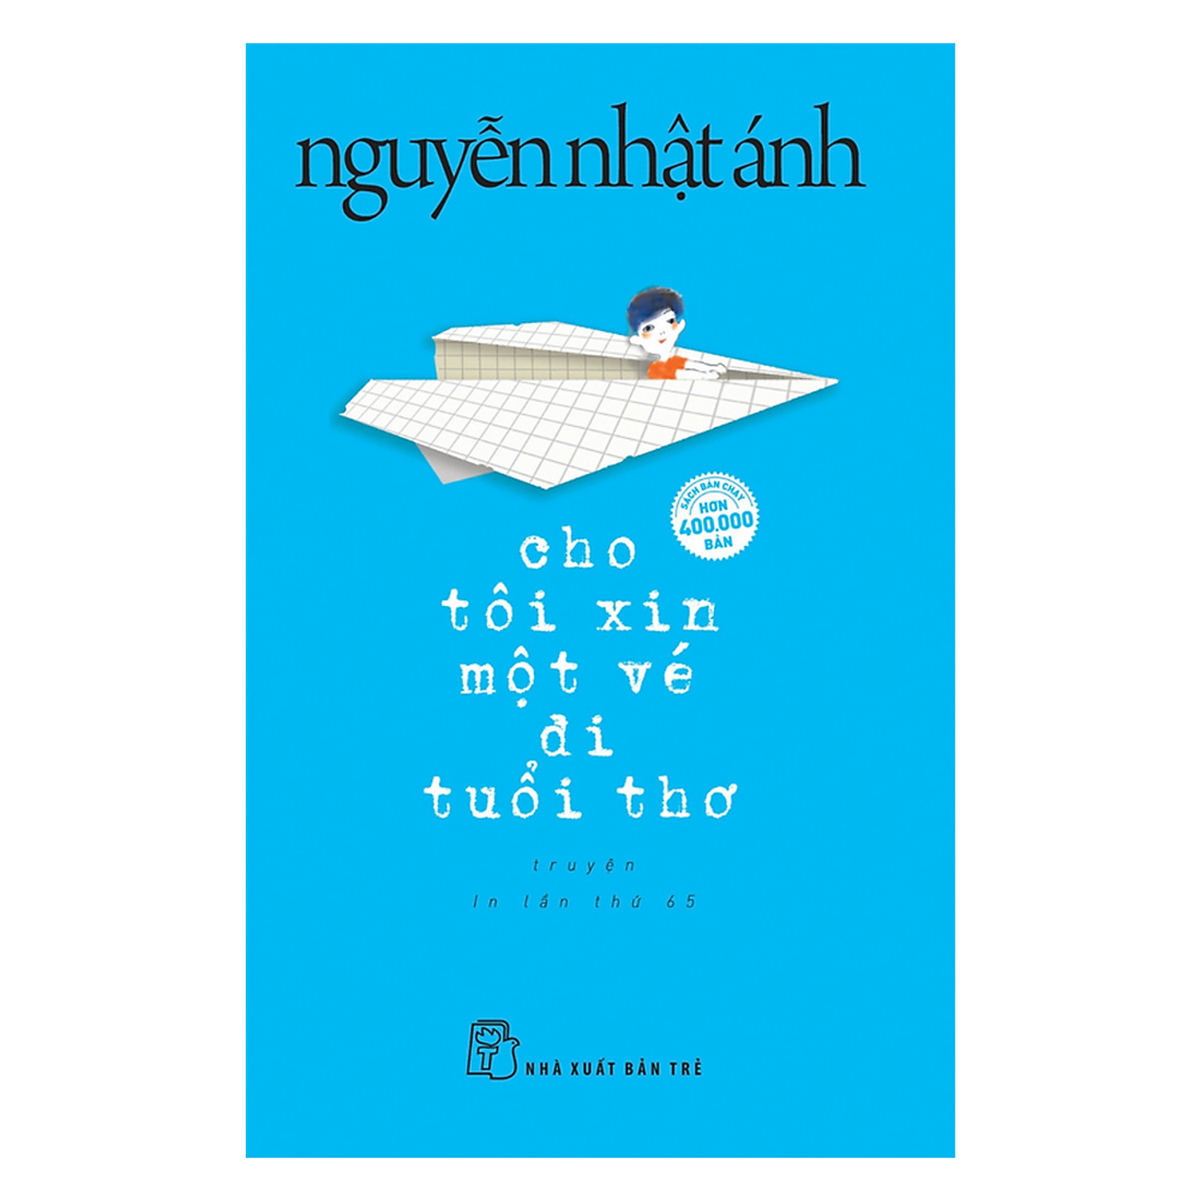 nguyễn nhật ánh
SÁCH BÁN CHẠY
HƠN
400.000
BẢN
cho
tôi xin
một vé
đi
tuổi thơ
truyện
In lần thứ 65
T
NHÀ XUẤT BẢN TRẺ